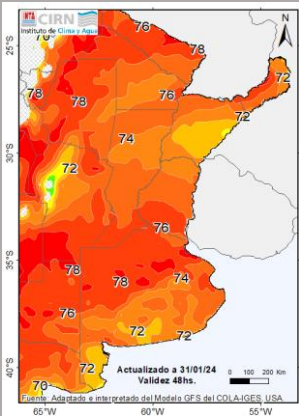 INTA CIRN
Instituto de Clima y Agua
N
25°S
30°S
35°S
40°S
65°W
60°W
55°W
76
70
78
78
78
76
72
72
74
72
76
78
78
74
76
72
72
72
70
Actualizado a 31/01/24
Validez 48hs.
0 100 200 Km
Fuente: Adaptado e interpretado del Modelo GFS del COLA-IGES, USA